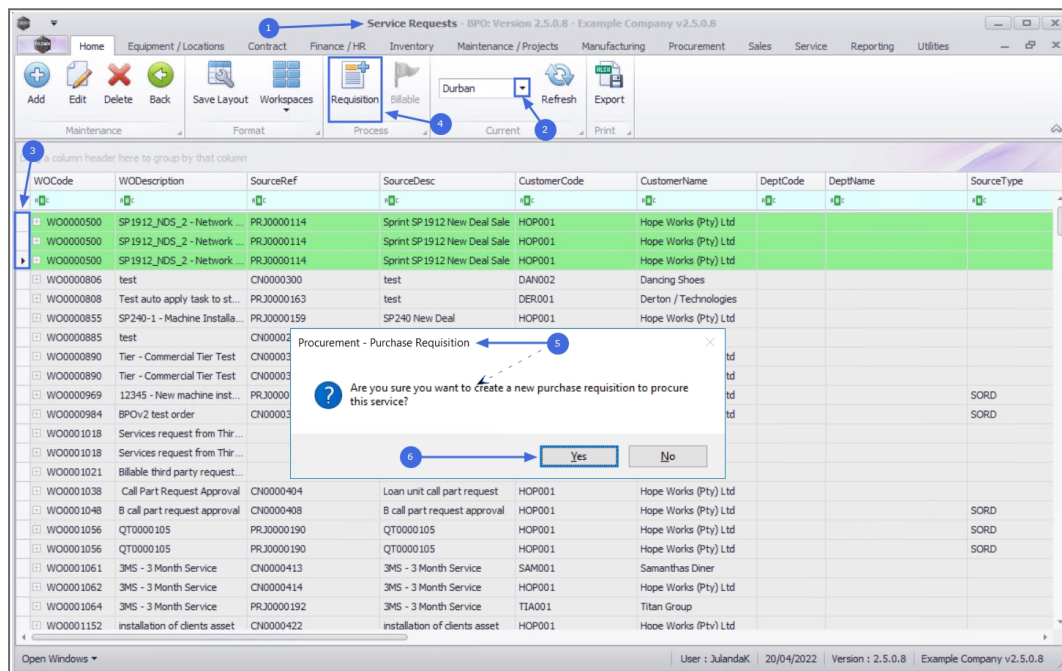 Service Requests - BPO: Version 2.5.0.8 - Example Company v2.5.0.8
1
Home Equipment / Locations Contract Finance / HR Inventory Maintenance / Projects Manufacturing Procurement Sales Service Reporting Utilities
Add Edit Delete Back Save Layout Workspaces Requisition Billable Durban Refresh Export
4 2
Maintenance Format Process Current Print
3
a column header here to group by that column
WOCode WODescription SourceRef SourceDesc CustomerCode CustomerName DeptCode DeptName SourceType
WO0000500 SP1912_NDS_2 - Network ... PRJ0000114 Sprint SP1912 New Deal Sale HOP001 Hope Works (Pty) Ltd
WO0000500 SP1912_NDS_2 - Network ... PRJ0000114 Sprint SP1912 New Deal Sale HOP001 Hope Works (Pty) Ltd
WO0000500 SP1912_NDS_2 - Network ... PRJ0000114 Sprint SP1912 New Deal Sale HOP001 Hope Works (Pty) Ltd
WO0000806 test CN0000300 test DAN002 Dancing Shoes
WO0000808 Test auto apply task to st... PRJ0000163 test DER001 Derton / Technologies
WO0000855 SP240-1 - Machine Installa... PRJ0000159 SP240 New Deal HOP001 Hope Works (Pty) Ltd
WO0000885 test CN00002
WO0000890 Tier - Commercial Tier Test CN00003 td
WO0000890 Tier - Commercial Tier Test CN00003 td
WO0000969 12345 - New machine inst... PRJ0000 td SORD
WO0000984 BPOv2 test order CN00003 td SORD
Procurement - Purchase Requisition
5
Are you sure you want to create a new purchase requisition to procure
this service?
6 Yes No
WO0001018 Services request from Thir...
WO0001018 Services request from Thir...
WO0001021 Billable third party request...
WO0001038 Call Part Request Approval CN0000404 Loan unit call part request HOP001 Hope Works (Pty) Ltd
WO0001048 B call part request approval CN0000408 B call part request approval HOP001 Hope Works (Pty) Ltd SORD
WO0001056 QT0000105 PRJ0000190 QT0000105 HOP001 Hope Works (Pty) Ltd SORD
WO0001056 QT0000105 PRJ0000190 QT0000105 HOP001 Hope Works (Pty) Ltd SORD
WO0001061 3MS - 3 Month Service CN0000413 3MS - 3 Month Service SAM001 Samanthas Diner
WO0001062 3MS - 3 Month Service CN0000414 3MS - 3 Month Service HOP001 Hope Works (Pty) Ltd
WO0001064 3MS - 3 Month Service PRJ0000192 3MS - 3 Month Service TIA001 Titan Group
WO0001152 installation of clients asset CN0000422 installation of clients asset HOP001 Hope Works (Pty) Ltd
Open Windows User : JulandaK 20/04/2022 Version : 2.5.0.8 Example Company v2.5.0.8